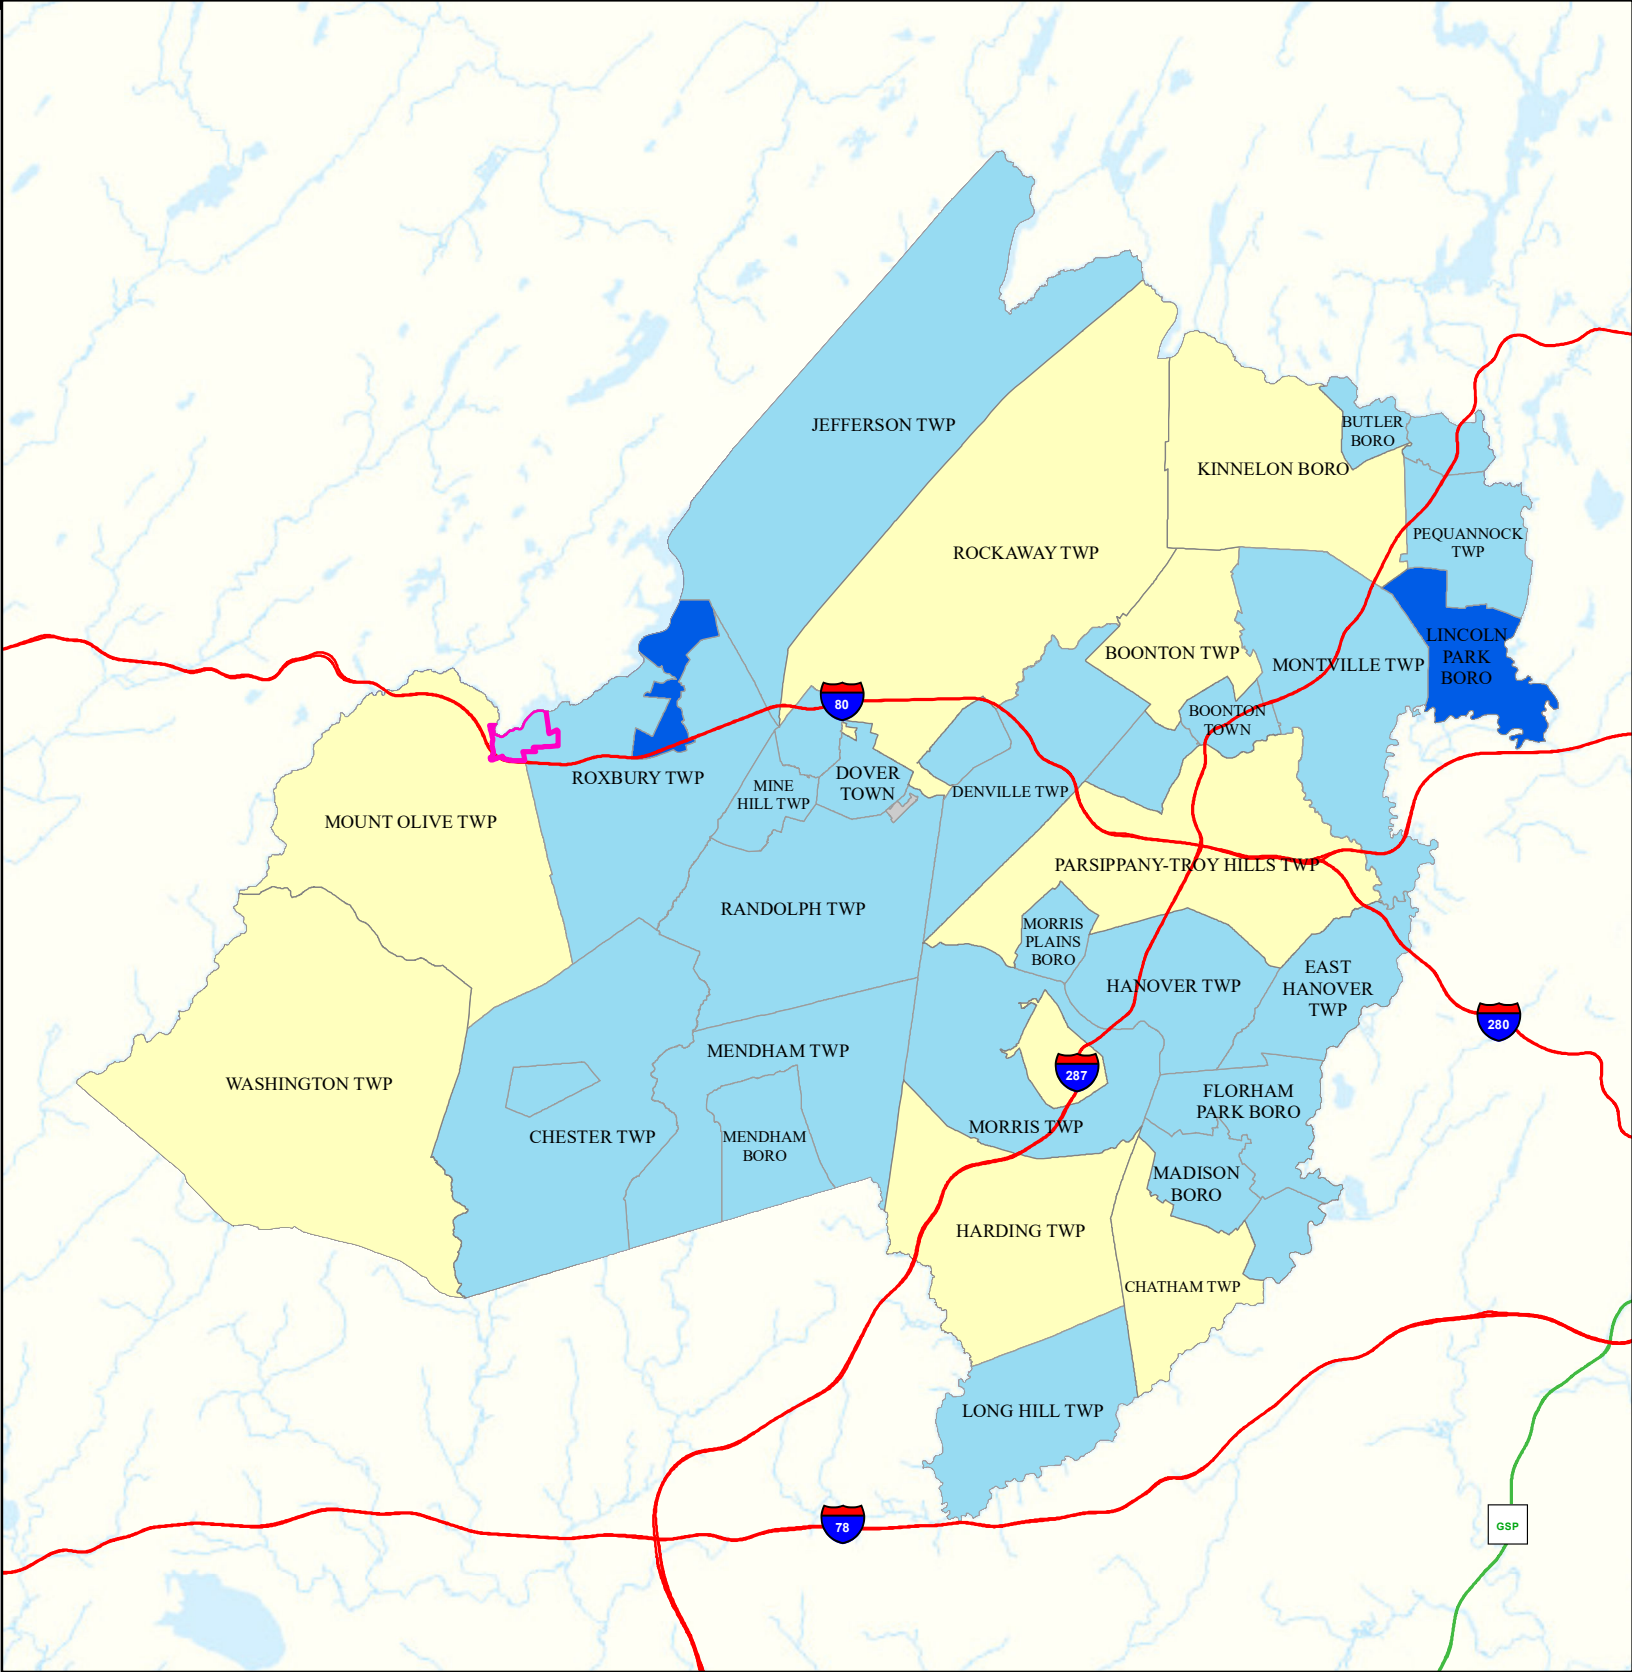 JEFFERSON TWP
BUTLER
BORO
KINNELON BORO
PEQUANNOCK
TWP
ROCKAWAY TWP
LINCOLN
PARK
BORO
BOONTON TWP
MONTVILLE TWP
80
BOONTON
TOWN
ROXBURY TWP
MINE
HILL TWP
DOVER
TOWN
DENVILLE TWP
MOUNT OLIVE TWP
PARSIPPANY-TROY HILLS TWP
RANDOLPH TWP
MORRIS
PLAINS
BORO
HANOVER TWP
EAST
HANOVER
TWP
280
MENDHAM TWP
287
WASHINGTON TWP
FLORHAM
PARK BORO
CHESTER TWP
MENDHAM
BORO
MORRIS TWP
MADISON
BORO
HARDING TWP
CHATHAM TWP
LONG HILL TWP
78
GSP